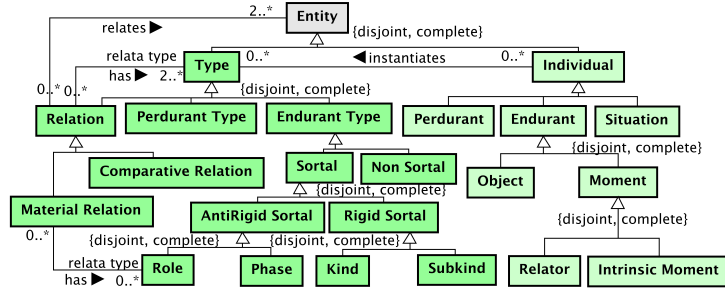 Entity
2..*
relates ▶
{disjoint, complete}
relata type
has ▶
2..*
Type
0..*
◀ instantiates
0..*
Individual
0..*
0..*
{disjoint, complete}
Relation
Perdurant Type
Endurant Type
Perdurant
Endurant
Situation
{disjoint, complete}
Comparative Relation
Sortal
Non Sortal
Object
Moment
{disjoint, complete}
Material Relation
AntiRigid Sortal
Rigid Sortal
{disjoint, complete}
0..*
{disjoint, complete}
{disjoint, complete}
relata type
has ▶
0..*
Role
Phase
Kind
Subkind
Relator
Intrinsic Moment